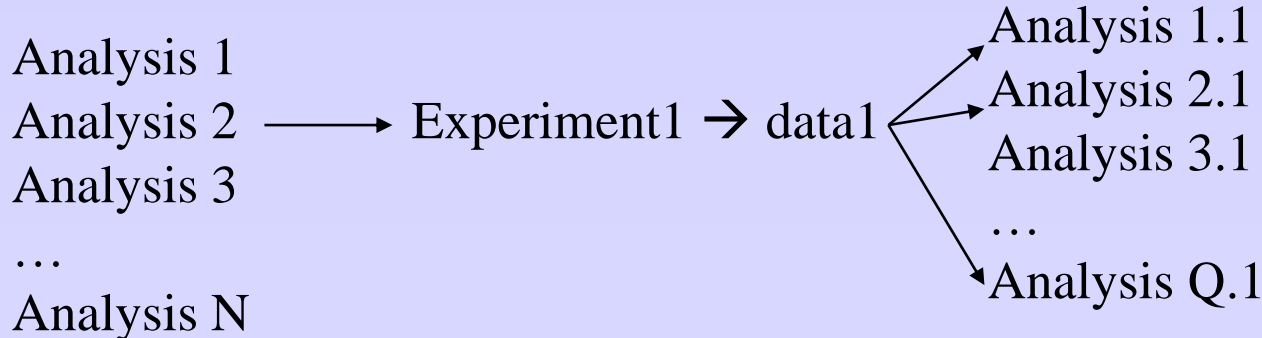 Analysis 1
Analysis 2
Analysis 3
…
Analysis N
Experiment1 → data1
Analysis 1.1
Analysis 2.1
Analysis 3.1
…
Analysis Q.1